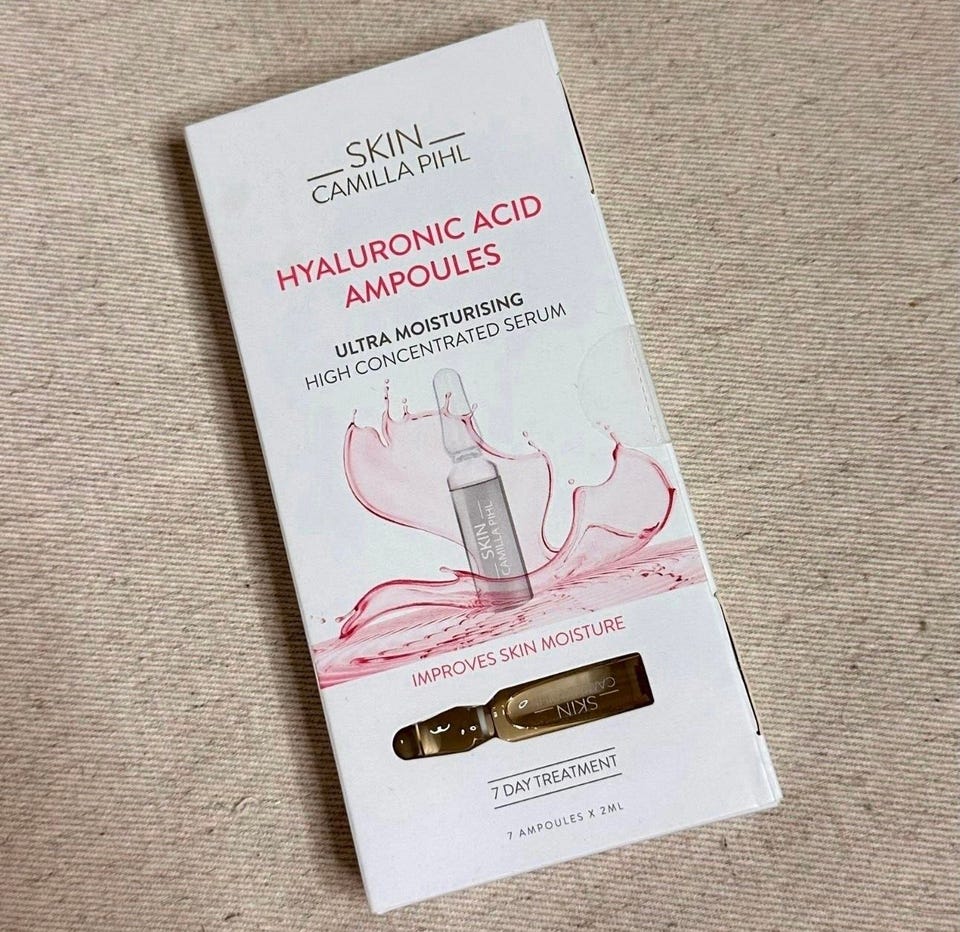 SKIN
CAMILLA PIHL
HYALURONIC ACID
AMPOULES
ULTRA MOISTURISING
HIGH CONCENTRATED SERUM
SKIN
CAMILLA PIHL
IMPROVES SKIN MOISTURE
SKIN
7 DAY TREATMENT
7 AMPOULES X 2ML